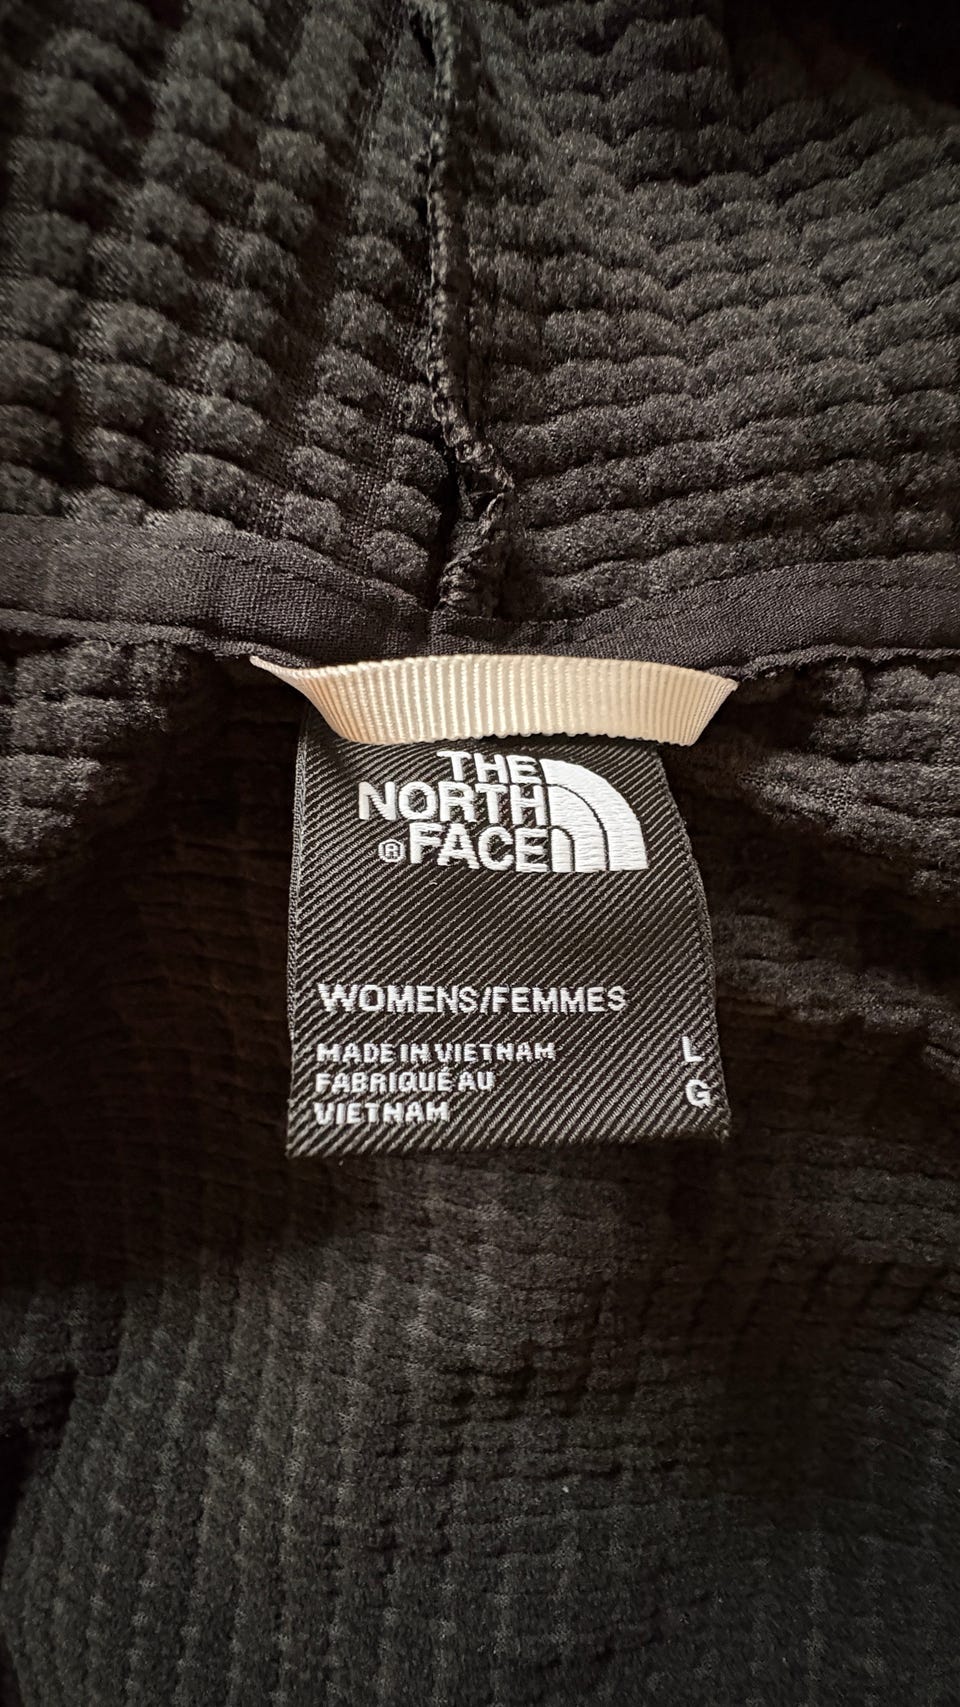 THE
NORTH
®FACE
WOMENS/FEMMES
MADE IN VIETNAM L
FABRIQUÉ AU G
VIETNAM